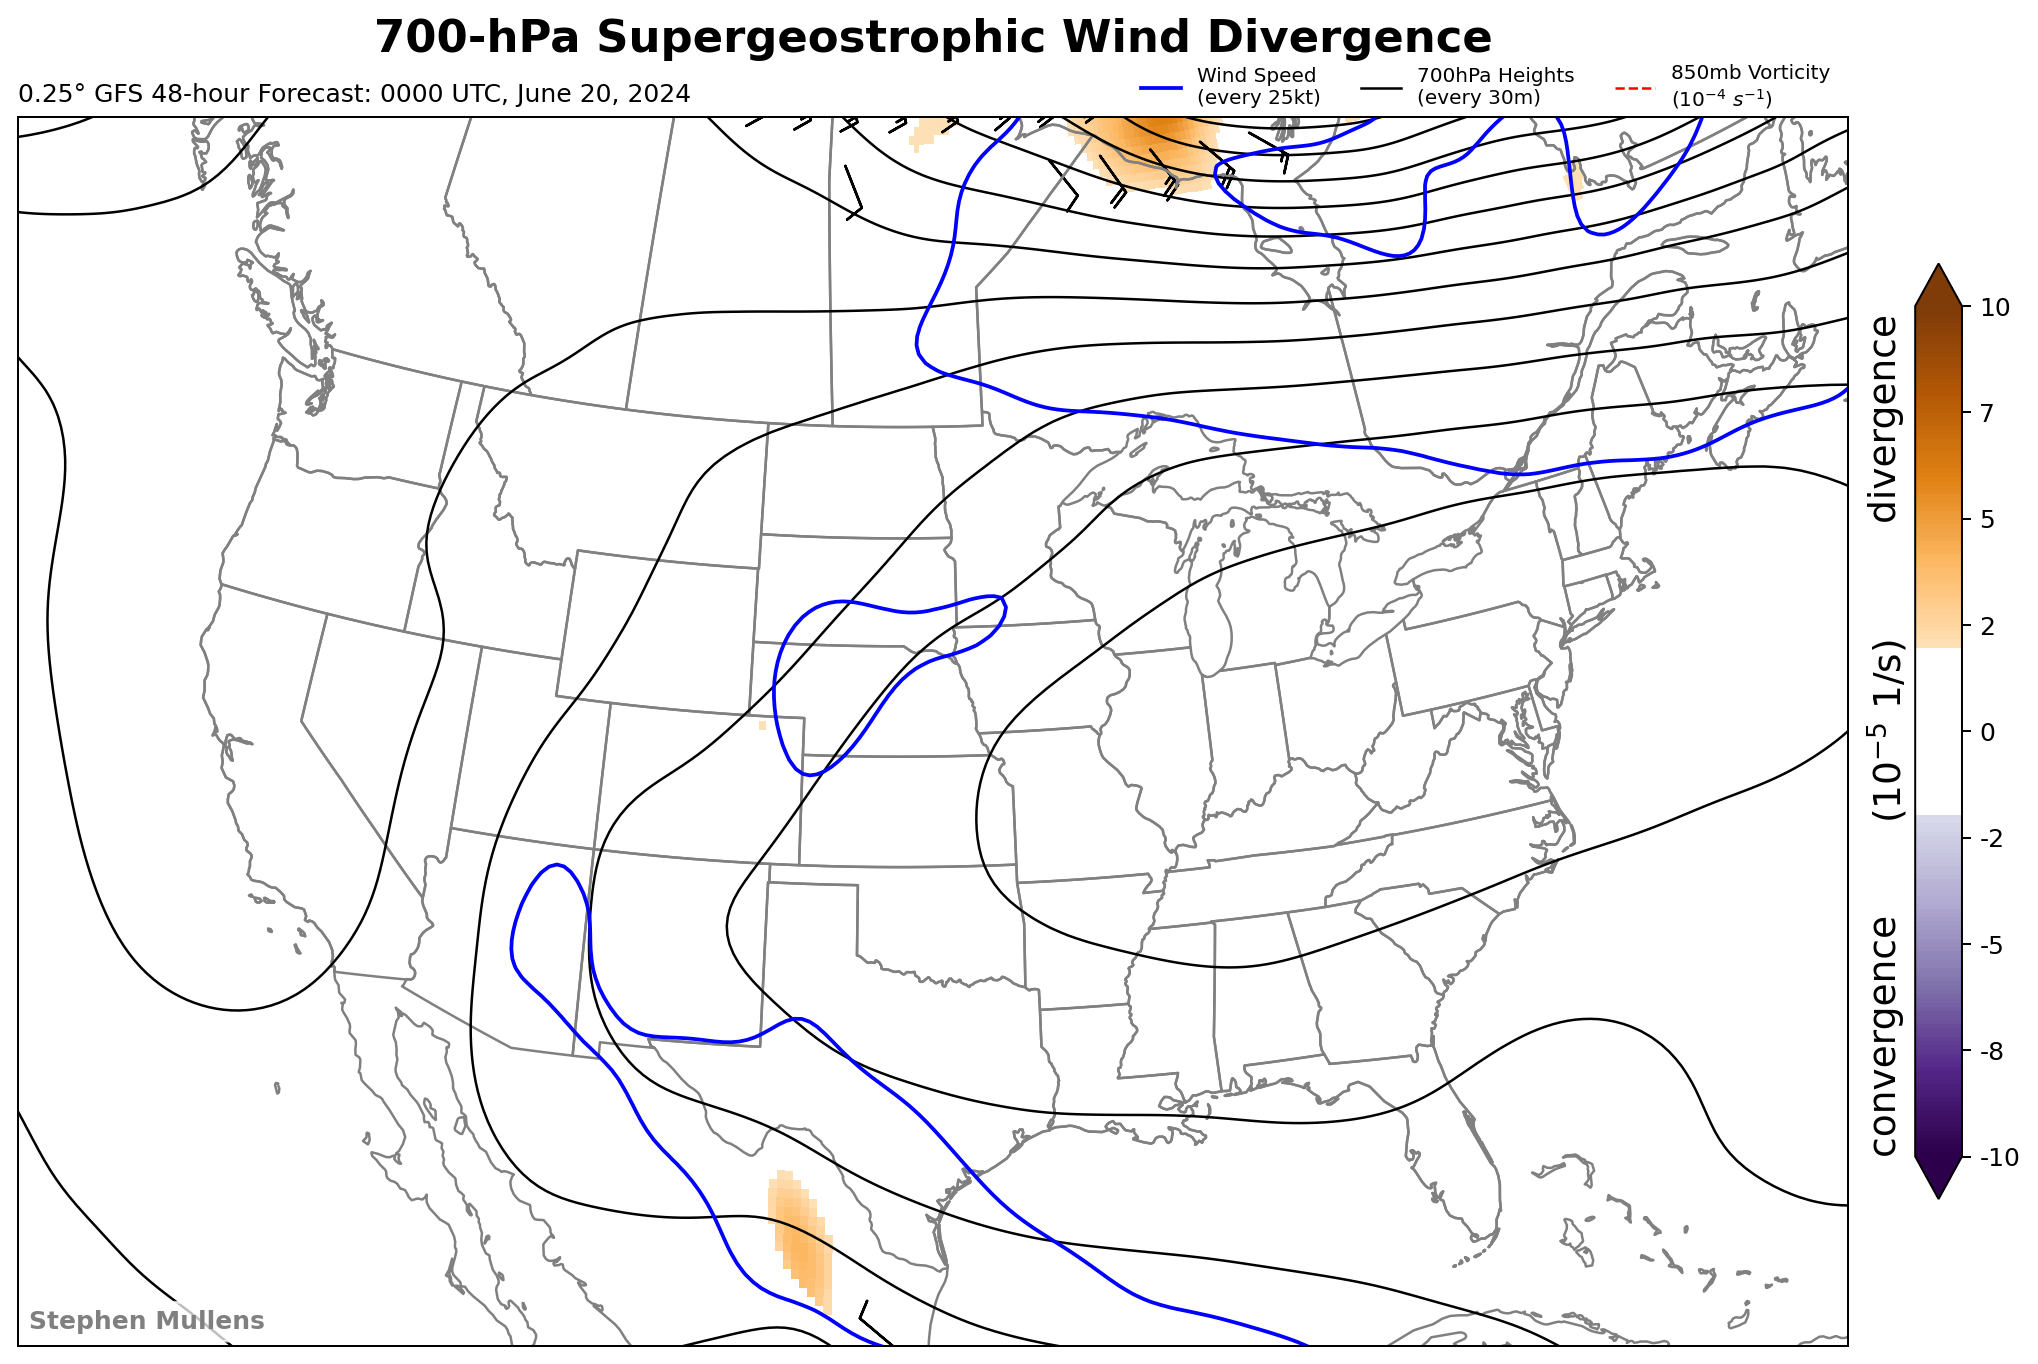 700-hPa Supergeostrophic Wind Divergence
0.25° GFS 48-hour Forecast: 0000 UTC, June 20, 2024
Wind Speed
(every 25kt)
700hPa Heights
(every 30m)
850mb Vorticity
(10⁻⁴ s⁻¹)
10
7
5
2
0
-2
-5
-8
-10
convergence (10⁻⁵ 1/s) divergence
Stephen Mullens